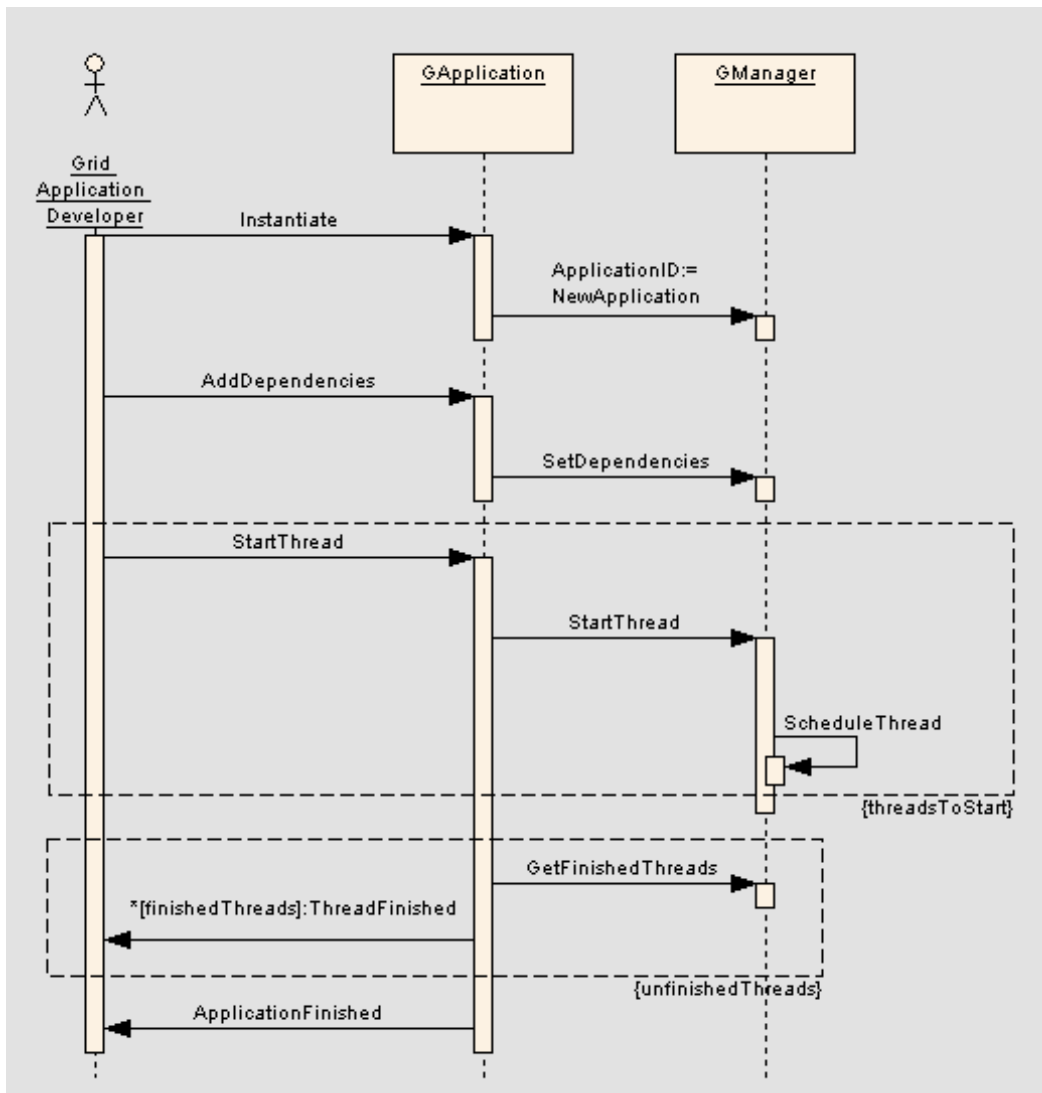 GApplication
GManager
Grid
Application
Developer
Instantiate
ApplicationID:=
NewApplication
AddDependencies
SetDependencies
StartThread
StartThread
ScheduleThread
{threadsToStart}
GetFinishedThreads
*[finishedThreads]:ThreadFinished
{unfinishedThreads}
ApplicationFinished